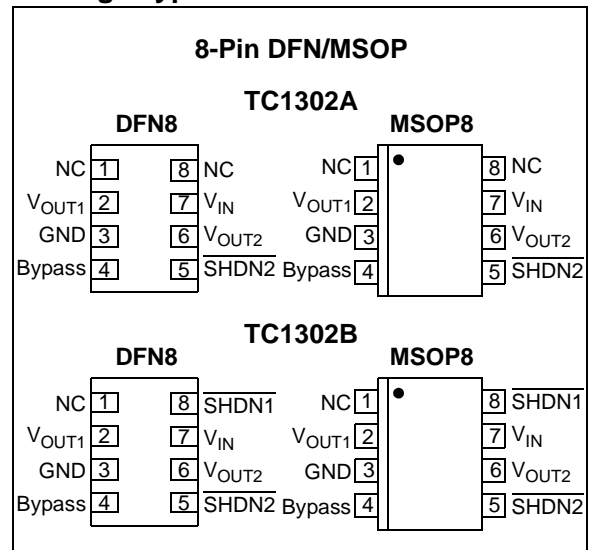 8-Pin DFN/MSOP
TC1302A
DFN8 MSOP8
NC 1 8 NC NC 1 8 NC
VOUT1 2 7 VIN VOUT1 2 7 VIN
GND 3 6 VOUT2 GND 3 6 VOUT2
Bypass 4 5 SHDN2 Bypass 4 5 SHDN2
TC1302B
DFN8 MSOP8
NC 1 8 SHDN1 NC 1 8 SHDN1
VOUT1 2 7 VIN VOUT1 2 7 VIN
GND 3 6 VOUT2 GND 3 6 VOUT2
Bypass 4 5 SHDN2 Bypass 4 5 SHDN2